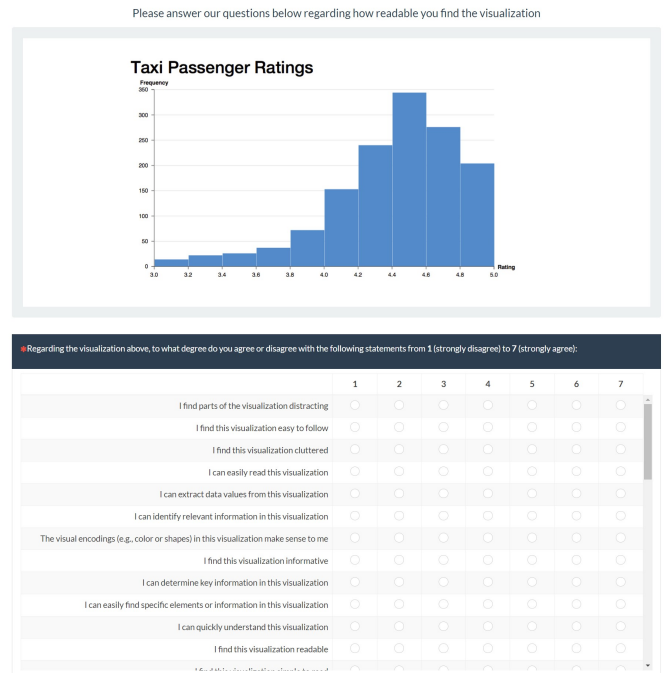 Please answer our questions below regarding how readable you find the visualization
Taxi Passenger Ratings
Frequency
350
300
250
200
150
100
50
0
3.0 3.2 3.4 3.6 3.8 4.0 4.2 4.4 4.6 4.8 5.0
Rating
*Regarding the visualization above, to what degree do you agree or disagree with the following statements from 1 (strongly disagree) to 7 (strongly agree):
1 2 3 4 5 6 7
I find parts of the visualization distracting
I find this visualization easy to follow
I find this visualization cluttered
I can easily read this visualization
I can extract data values from this visualization
I can identify relevant information in this visualization
The visual encodings (e.g., color or shapes) in this visualization make sense to me
I find this visualization informative
I can determine key information in this visualization
I can easily find specific elements or information in this visualization
I can quickly understand this visualization
I find this visualization readable